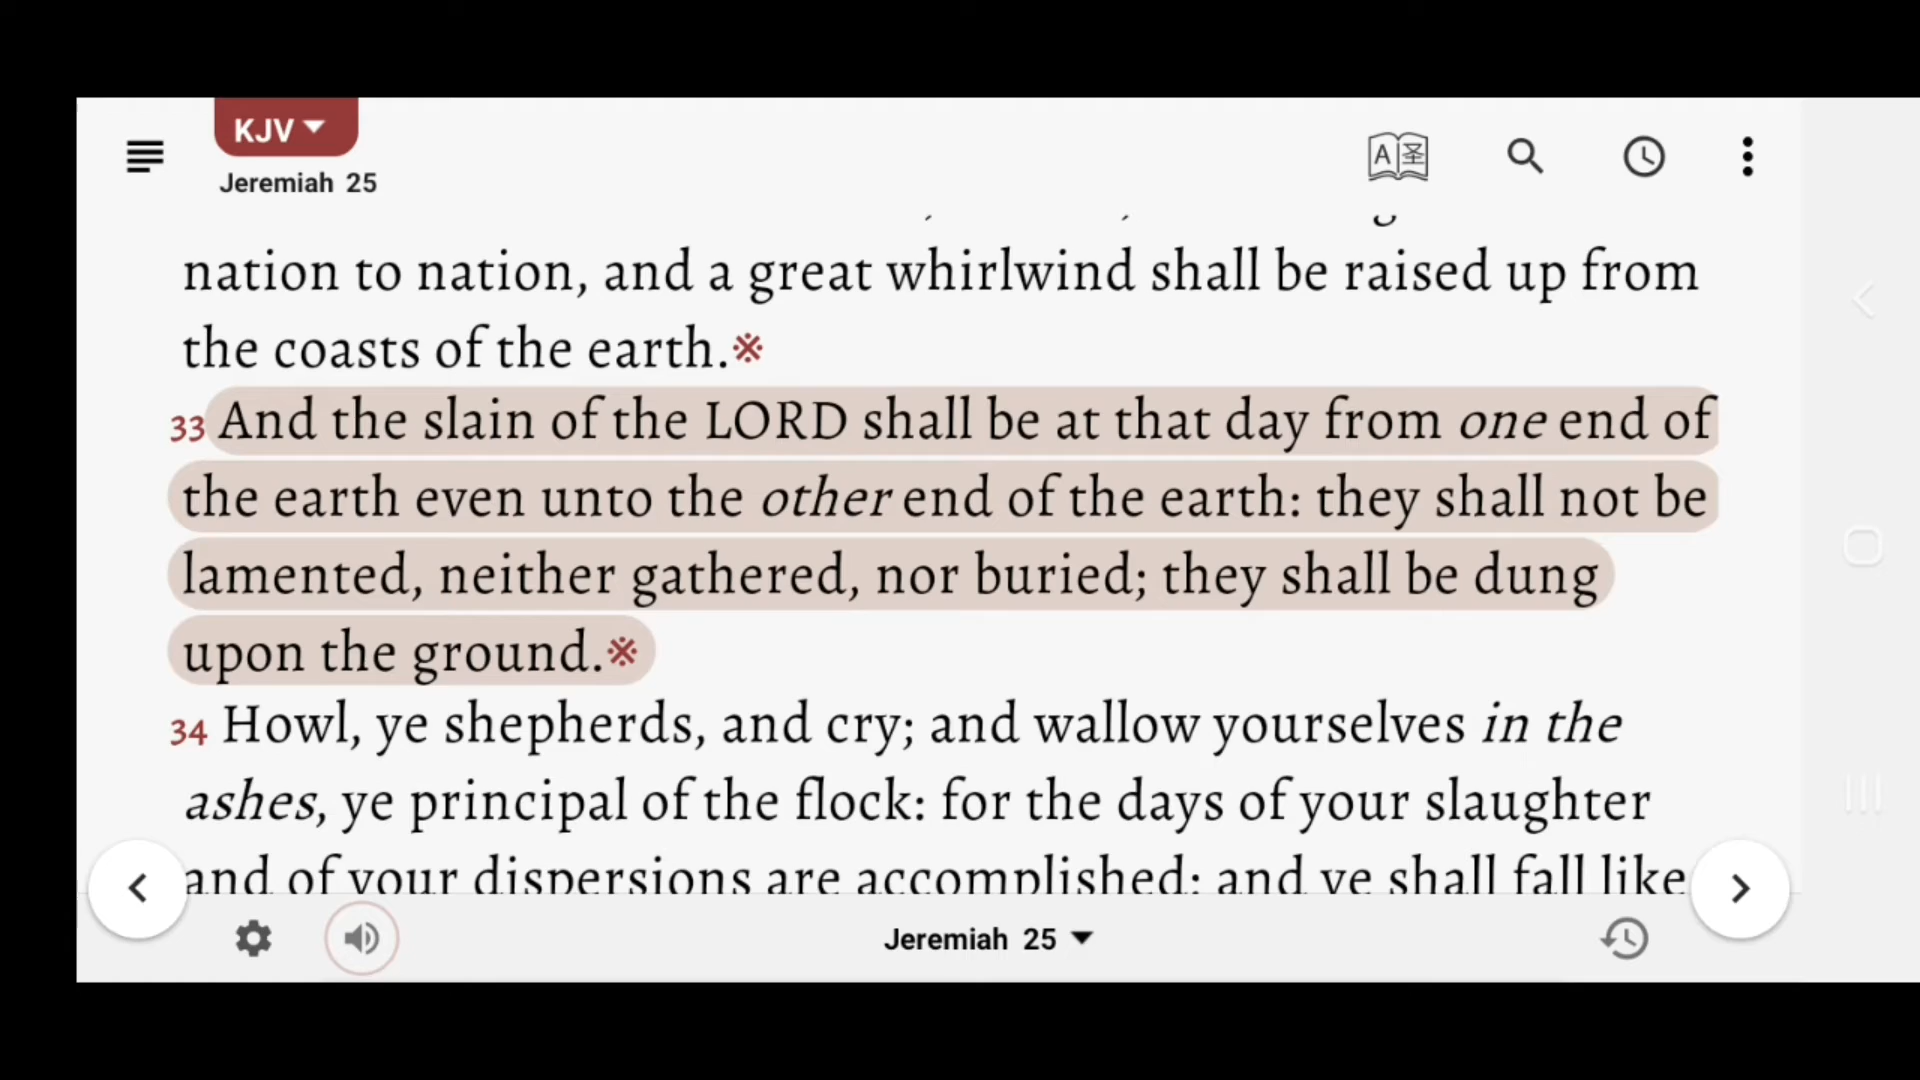 KJV
Jeremiah 25
A 圣
nation to nation, and a great whirlwind shall be raised up from
the coasts of the earth.※
33 And the slain of the LORD shall be at that day from one end of
the earth even unto the other end of the earth: they shall not be
lamented, neither gathered, nor buried; they shall be dung
upon the ground.※
34 Howl, ye shepherds, and cry; and wallow yourselves in the
ashes, ye principal of the flock: for the days of your slaughter
and of your dispersions are accomplished; and ye shall fall like
Jeremiah 25